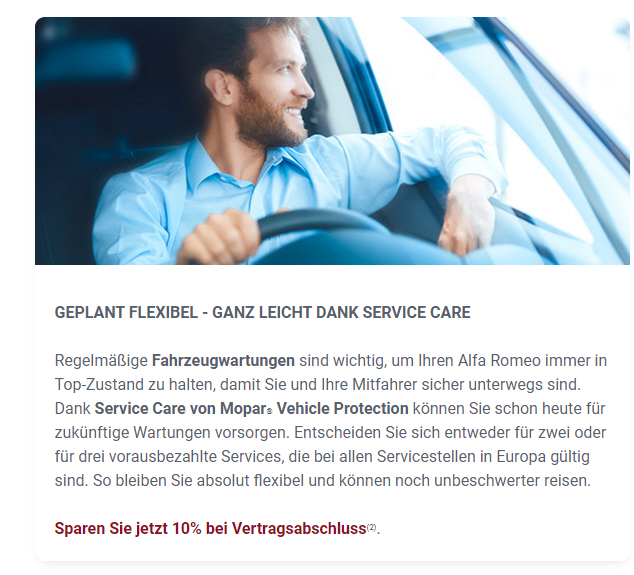 GEPLANT FLEXIBEL - GANZ LEICHT DANK SERVICE CARE
Regelmäßige Fahrzeugwartungen sind wichtig, um Ihren Alfa Romeo immer in
Top-Zustand zu halten, damit Sie und Ihre Mitfahrer sicher unterwegs sind.
Dank Service Care von Mopar® Vehicle Protection können Sie schon heute für
zukünftige Wartungen vorsorgen. Entscheiden Sie sich entweder für zwei oder
für drei vorausbezahlte Services, die bei allen Servicestellen in Europa gültig
sind. So bleiben Sie absolut flexibel und können noch unbeschwerter reisen.
Sparen Sie jetzt 10% bei Vertragsabschluss(2).